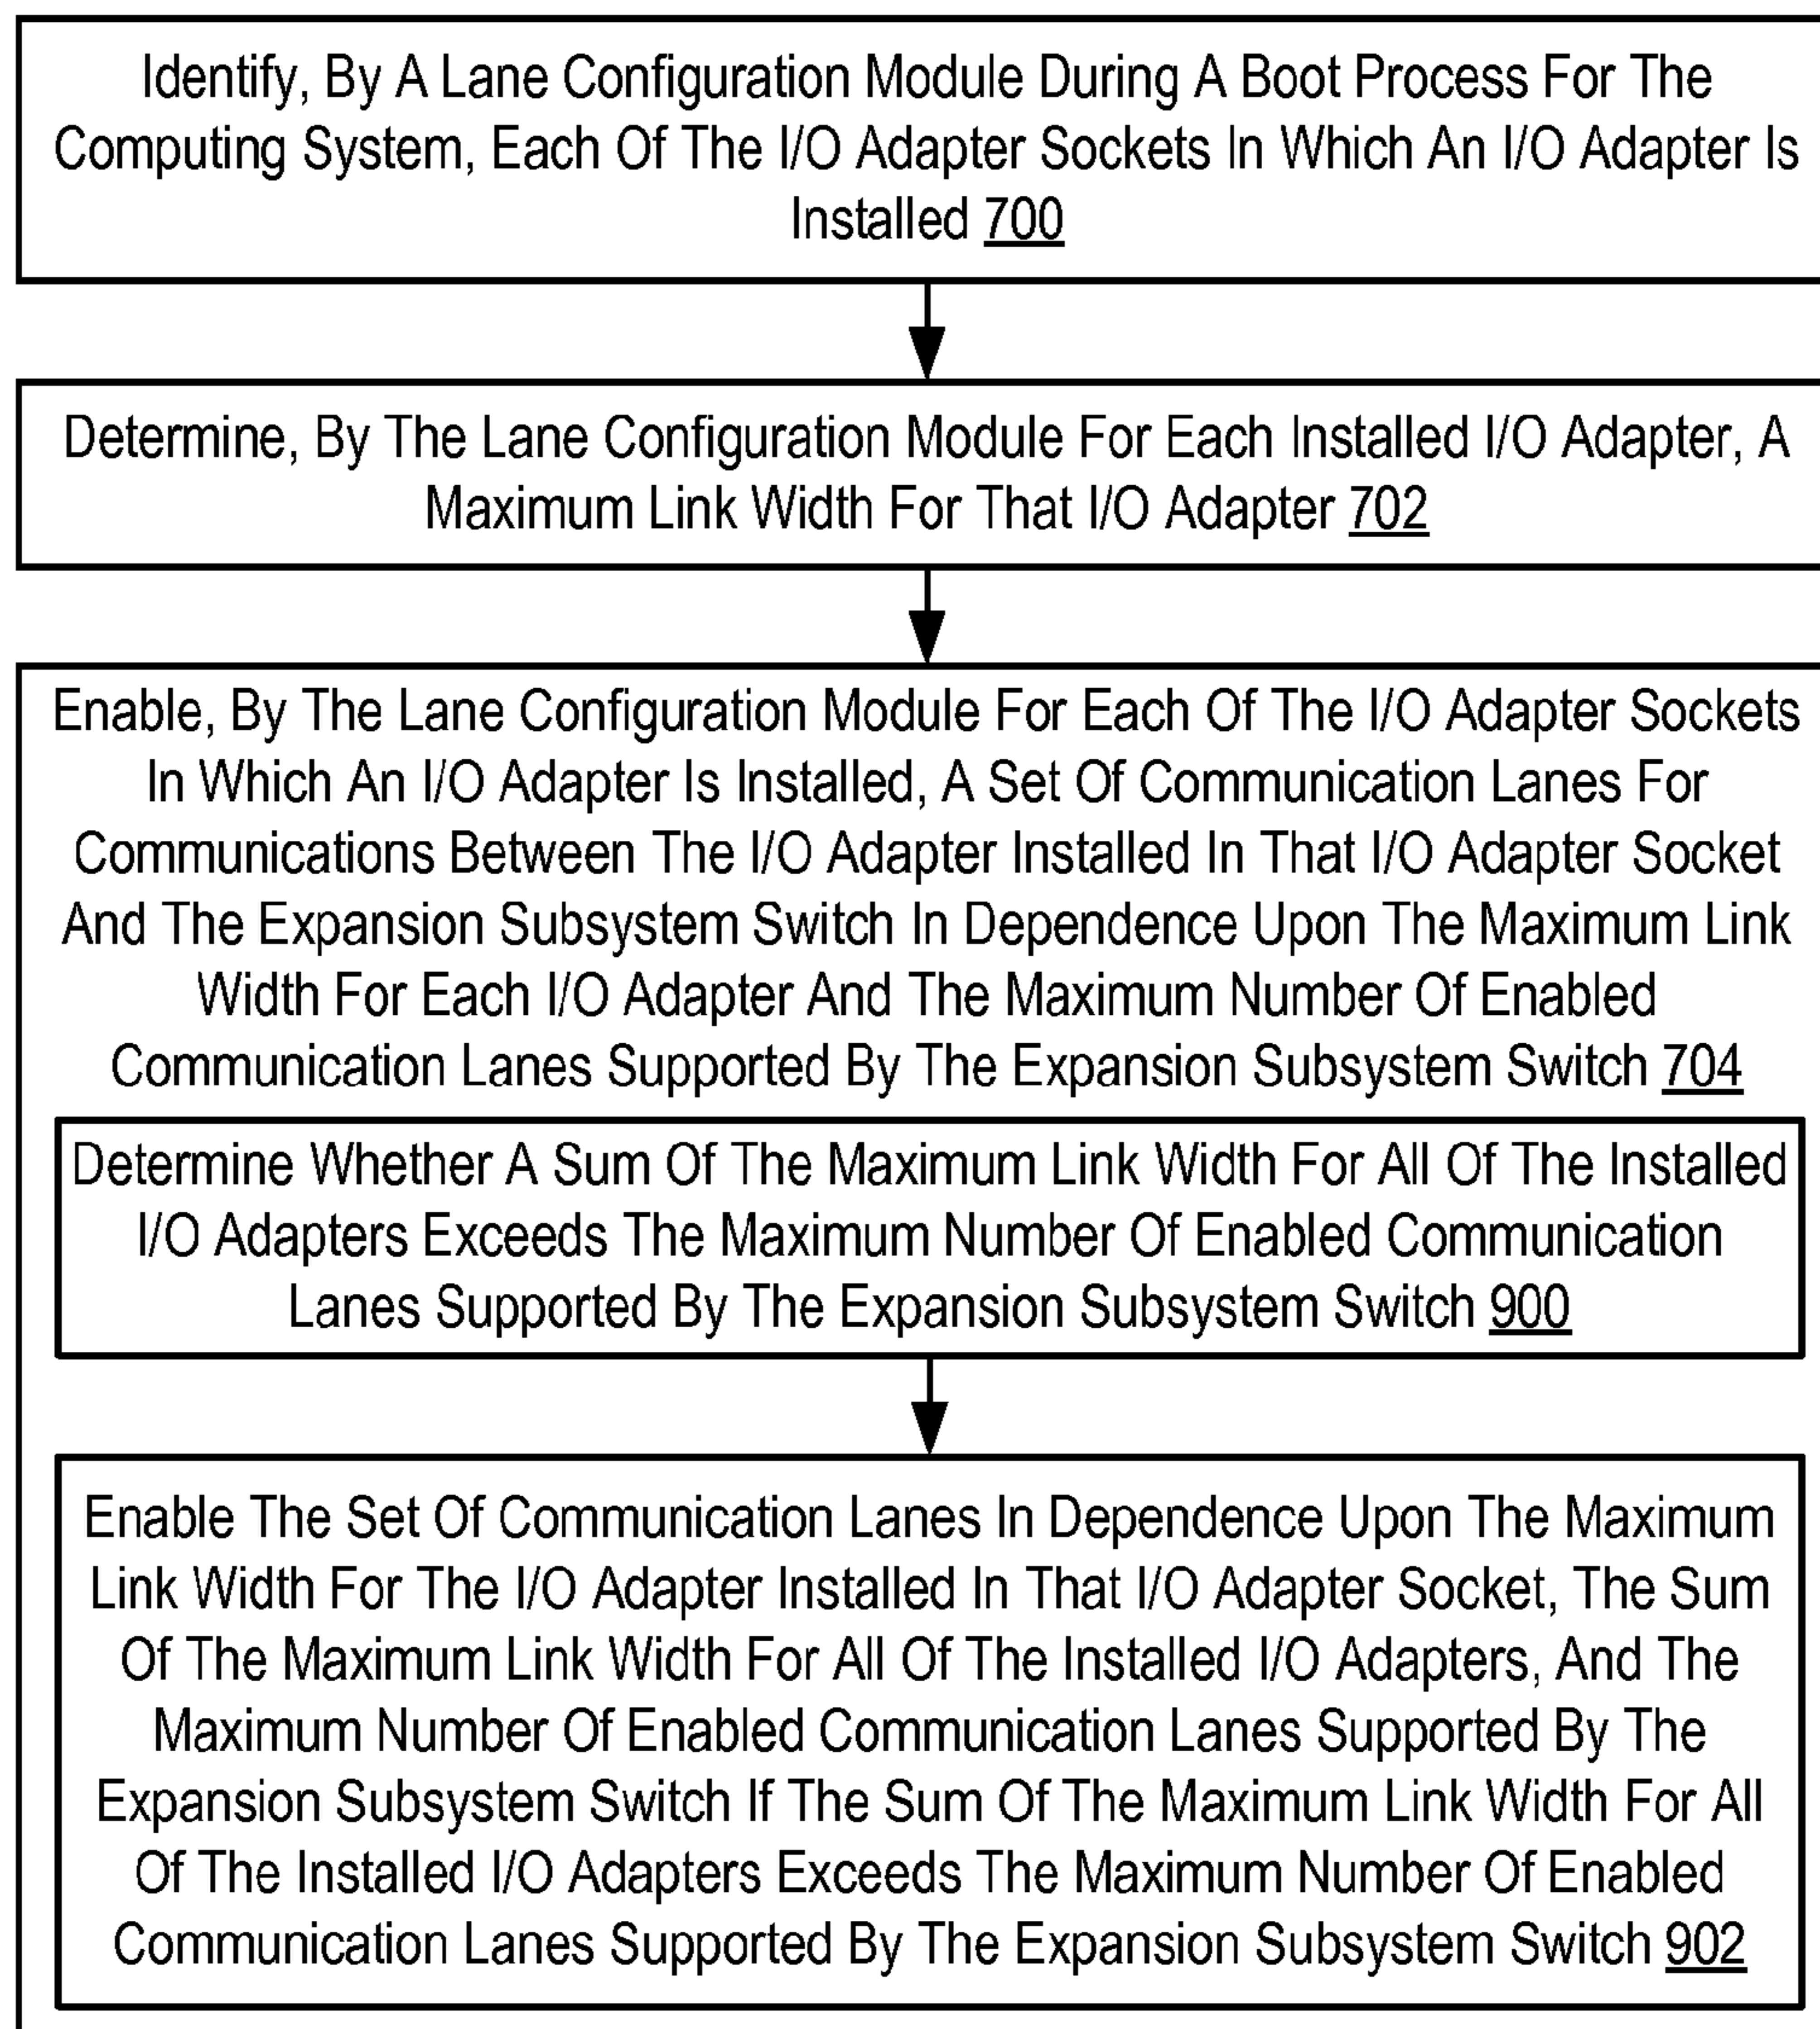 Identify, By A Lane Configuration Module During A Boot Process For The
Computing System, Each Of The I/O Adapter Sockets In Which An I/O Adapter Is
Installed 700
Determine, By The Lane Configuration Module For Each Installed I/O Adapter, A
Maximum Link Width For That I/O Adapter 702
Enable, By The Lane Configuration Module For Each Of The I/O Adapter Sockets
In Which An I/O Adapter Is Installed, A Set Of Communication Lanes For
Communications Between The I/O Adapter Installed In That I/O Adapter Socket
And The Expansion Subsystem Switch In Dependence Upon The Maximum Link
Width For Each I/O Adapter And The Maximum Number Of Enabled
Communication Lanes Supported By The Expansion Subsystem Switch 704
Determine Whether A Sum Of The Maximum Link Width For All Of The Installed
I/O Adapters Exceeds The Maximum Number Of Enabled Communication
Lanes Supported By The Expansion Subsystem Switch 900
Enable The Set Of Communication Lanes In Dependence Upon The Maximum
Link Width For The I/O Adapter Installed In That I/O Adapter Socket, The Sum
Of The Maximum Link Width For All Of The Installed I/O Adapters, And The
Maximum Number Of Enabled Communication Lanes Supported By The
Expansion Subsystem Switch If The Sum Of The Maximum Link Width For All
Of The Installed I/O Adapters Exceeds The Maximum Number Of Enabled
Communication Lanes Supported By The Expansion Subsystem Switch 902